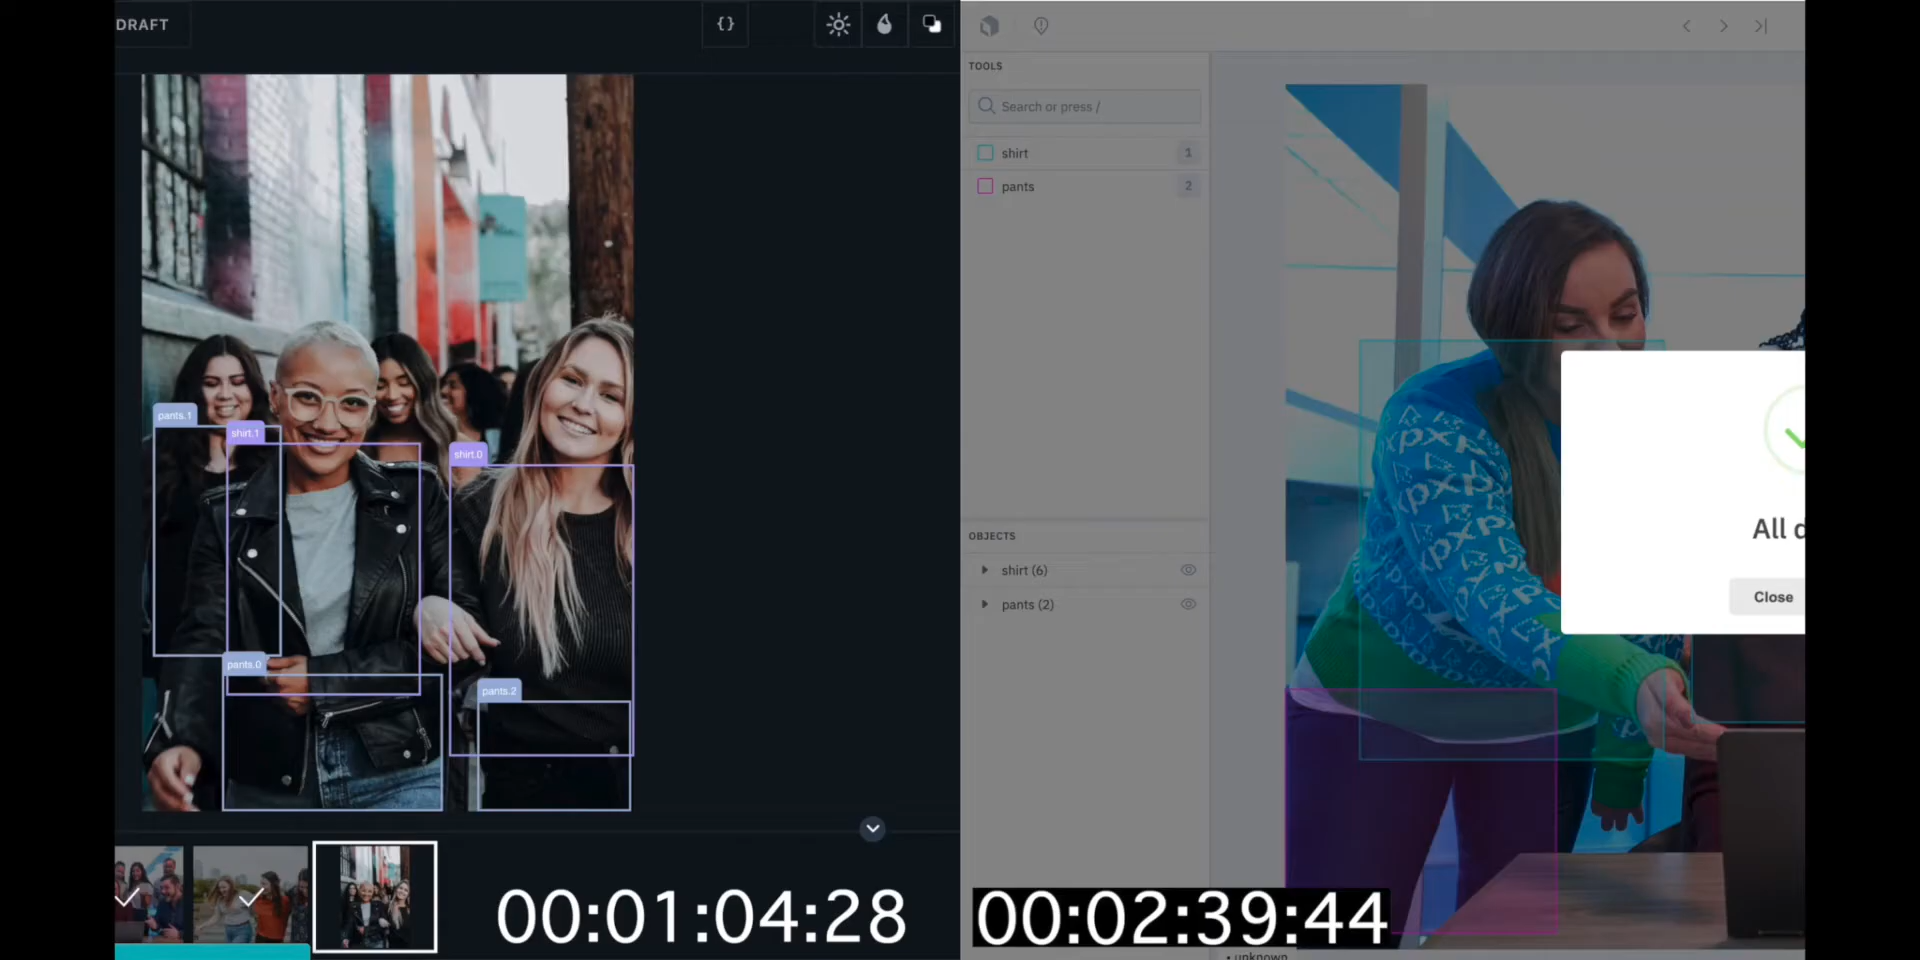 DRAFT
{}
pants.1
shirt.1
shirt.0
pants.0
pants.2
00:01:04:28
TOOLS
Search or press /
shirt 1
pants 2
OBJECTS
shirt (6)
pants (2)
All d
Close
00:02:39:44
• unknown